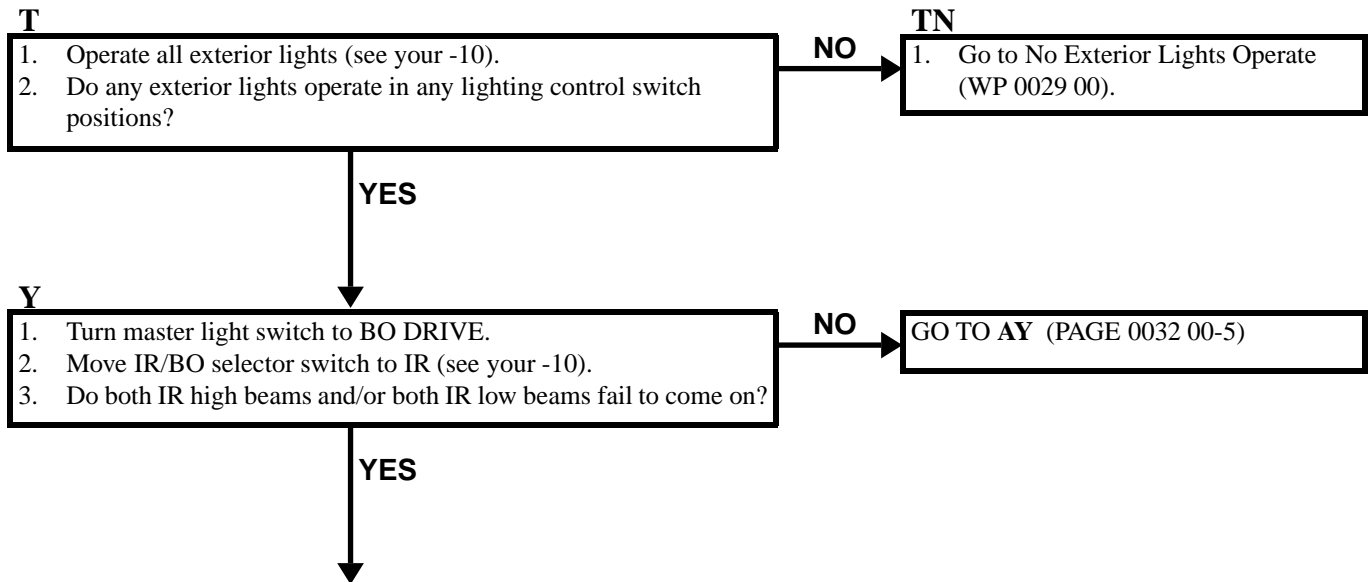 T
1. Operate all exterior lights (see your -10).
2. Do any exterior lights operate in any lighting control switch
positions?
NO
TN
1. Go to No Exterior Lights Operate
(WP 0029 00).
YES
Y
1. Turn master light switch to BO DRIVE.
2. Move IR/BO selector switch to IR (see your -10).
3. Do both IR high beams and/or both IR low beams fail to come on?
NO
GO TO AY (PAGE 0032 00-5)
YES